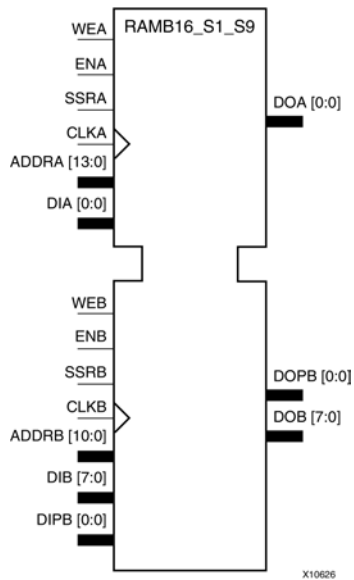 RAMB16_S1_S9
WEA
ENA
SSRA
CLKA
ADDRA [13:0]
DIA [0:0]
DOA [0:0]
WEB
ENB
SSRB
CLKB
ADDRB [10:0]
DIB [7:0]
DIPB [0:0]
DOPB [0:0]
DOB [7:0]
X10626